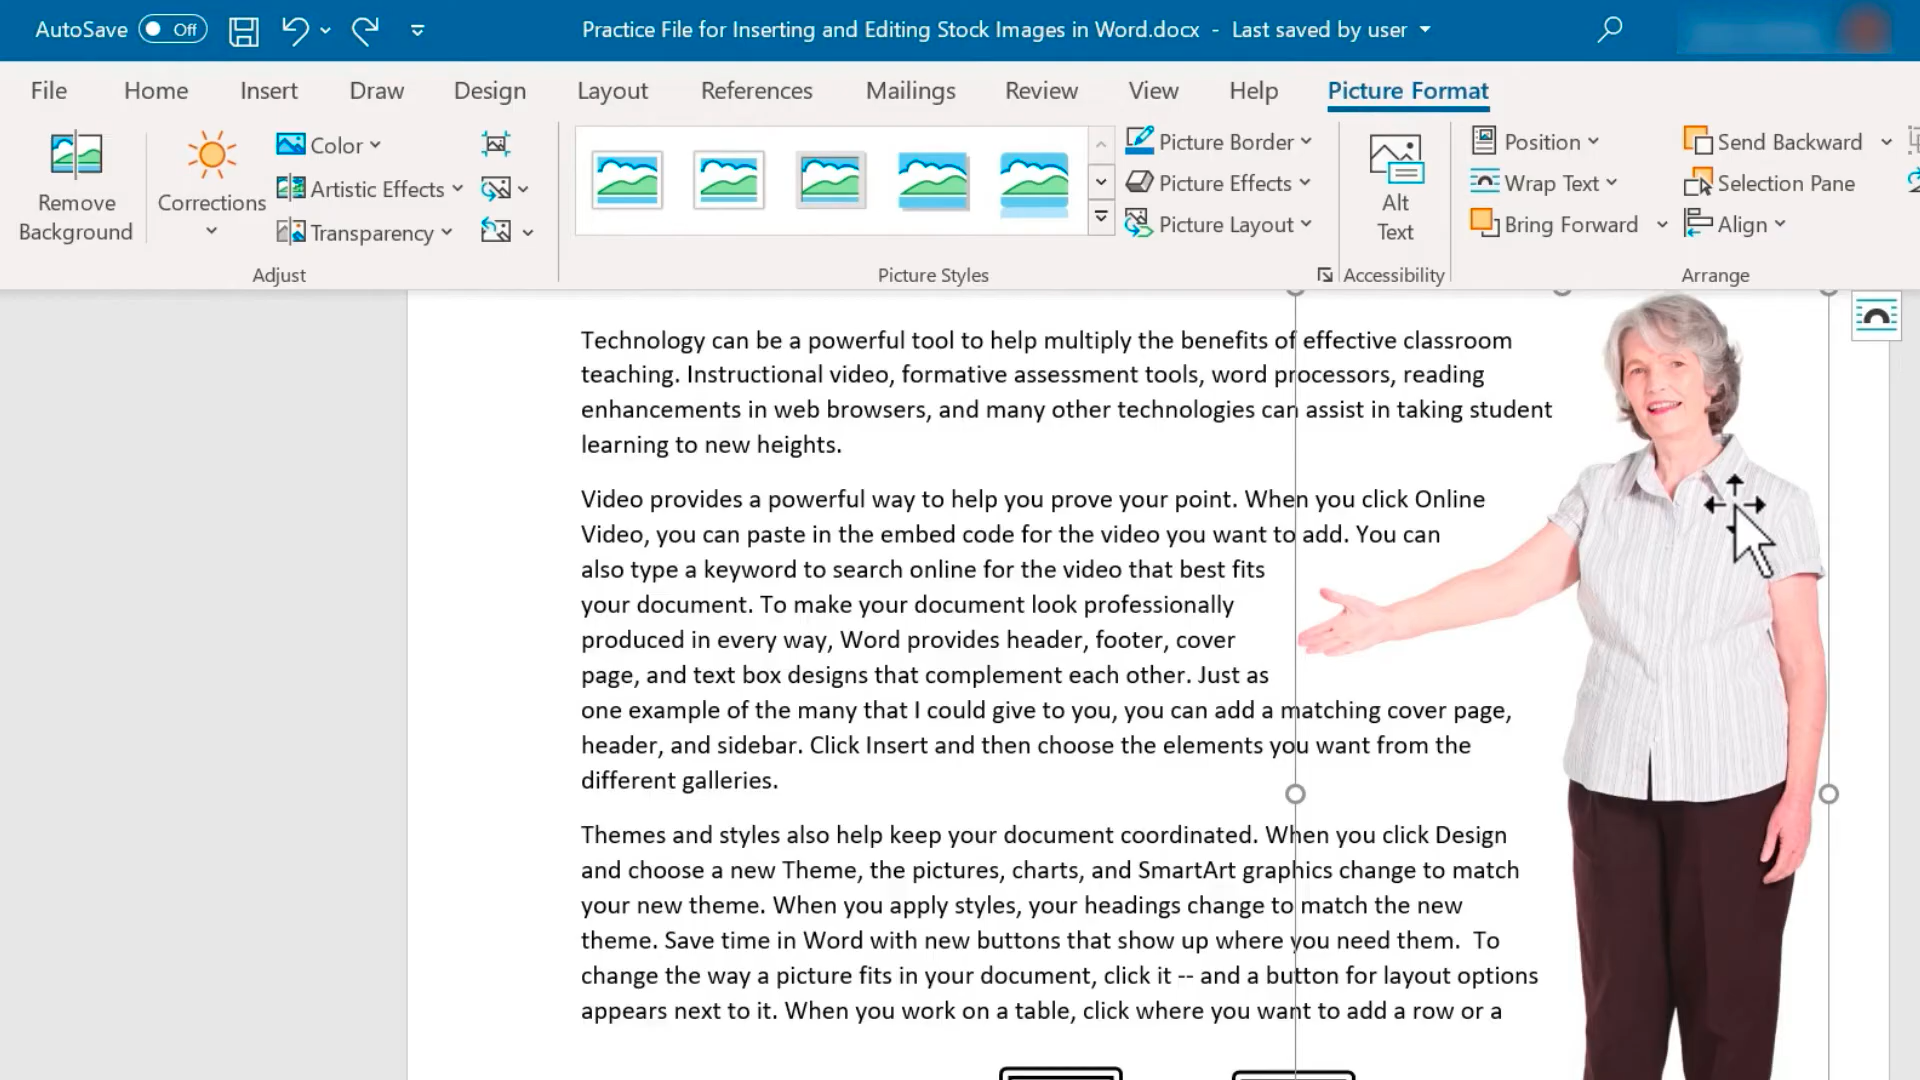 AutoSave Off Practice File for Inserting and Editing Stock Images in Word.docx - Last saved by user
File Home Insert Draw Design Layout References Mailings Review View Help Picture Format
Remove Background
Corrections
Color
Artistic Effects
Transparency
Adjust
Picture Styles
Picture Border
Picture Effects
Picture Layout
Alt Text
Accessibility
Position
Wrap Text
Bring Forward
Send Backward
Selection Pane
Align
Arrange
Technology can be a powerful tool to help multiply the benefits of effective classroom
teaching. Instructional video, formative assessment tools, word processors, reading
enhancements in web browsers, and many other technologies can assist in taking student
learning to new heights.
Video provides a powerful way to help you prove your point. When you click Online
Video, you can paste in the embed code for the video you want to add. You can
also type a keyword to search online for the video that best fits
your document. To make your document look professionally
produced in every way, Word provides header, footer, cover
page, and text box designs that complement each other. Just as
one example of the many that I could give to you, you can add a matching cover page,
header, and sidebar. Click Insert and then choose the elements you want from the
different galleries.
Themes and styles also help keep your document coordinated. When you click Design
and choose a new Theme, the pictures, charts, and SmartArt graphics change to match
your new theme. When you apply styles, your headings change to match the new
theme. Save time in Word with new buttons that show up where you need them.  To
change the way a picture fits in your document, click it -- and a button for layout options
appears next to it. When you work on a table, click where you want to add a row or a